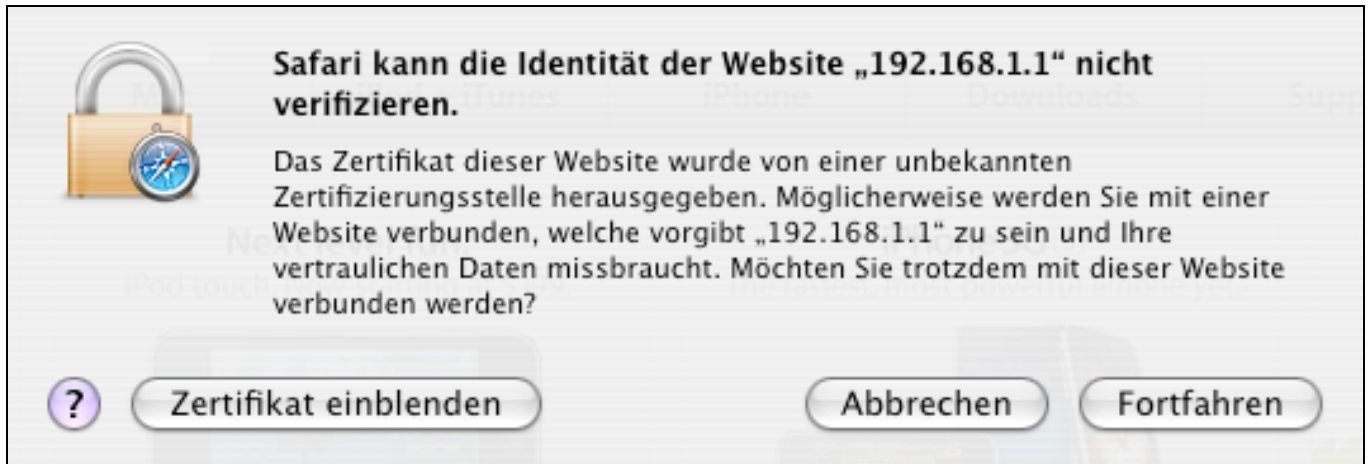 Safari kann die Identität der Website „192.168.1.1“ nicht
verifizieren.
Das Zertifikat dieser Website wurde von einer unbekannten
Zertifizierungsstelle herausgegeben. Möglicherweise werden Sie mit einer
Website verbunden, welche vorgibt „192.168.1.1“ zu sein und Ihre
vertraulichen Daten missbraucht. Möchten Sie trotzdem mit dieser Website
verbunden werden?
? Zertifikat einblenden Abbrechen Fortfahren